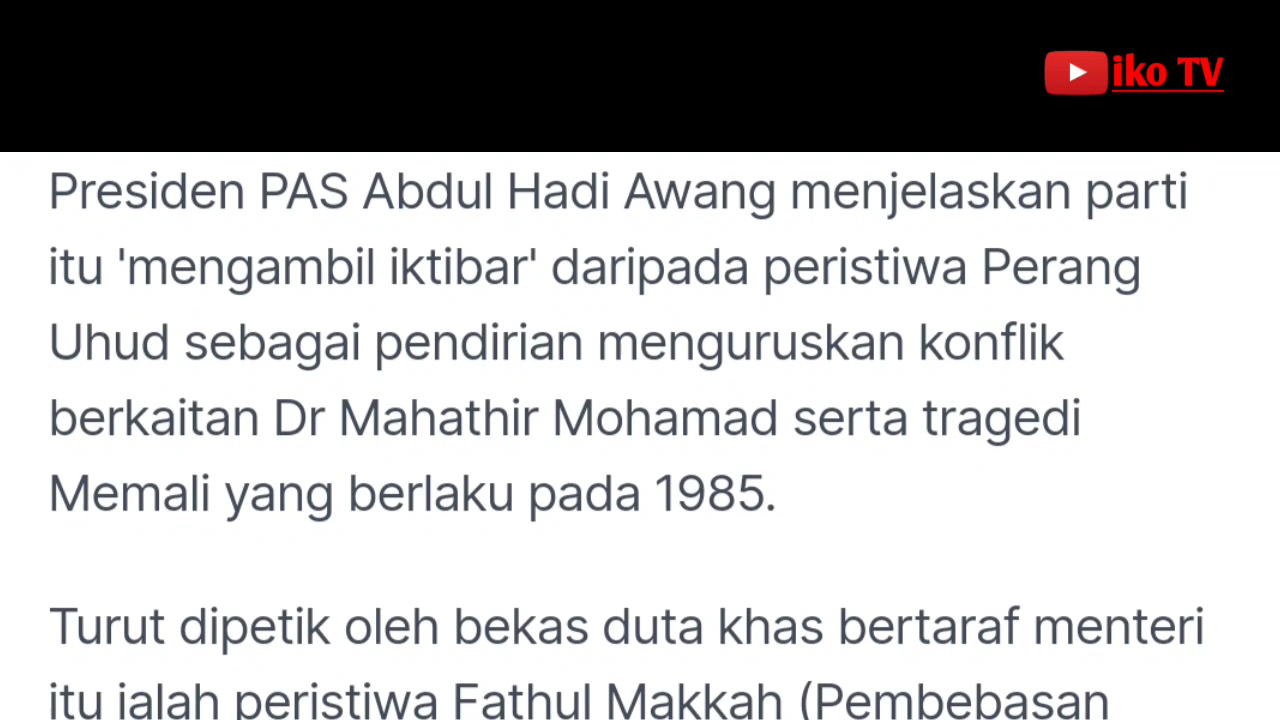 iko TV
Presiden PAS Abdul Hadi Awang menjelaskan parti
itu 'mengambil iktibar' daripada peristiwa Perang
Uhud sebagai pendirian menguruskan konflik
berkaitan Dr Mahathir Mohamad serta tragedi
Memali yang berlaku pada 1985.
Turut dipetik oleh bekas duta khas bertaraf menteri
itu ialah peristiwa Fathul Makkah (Pembebasan